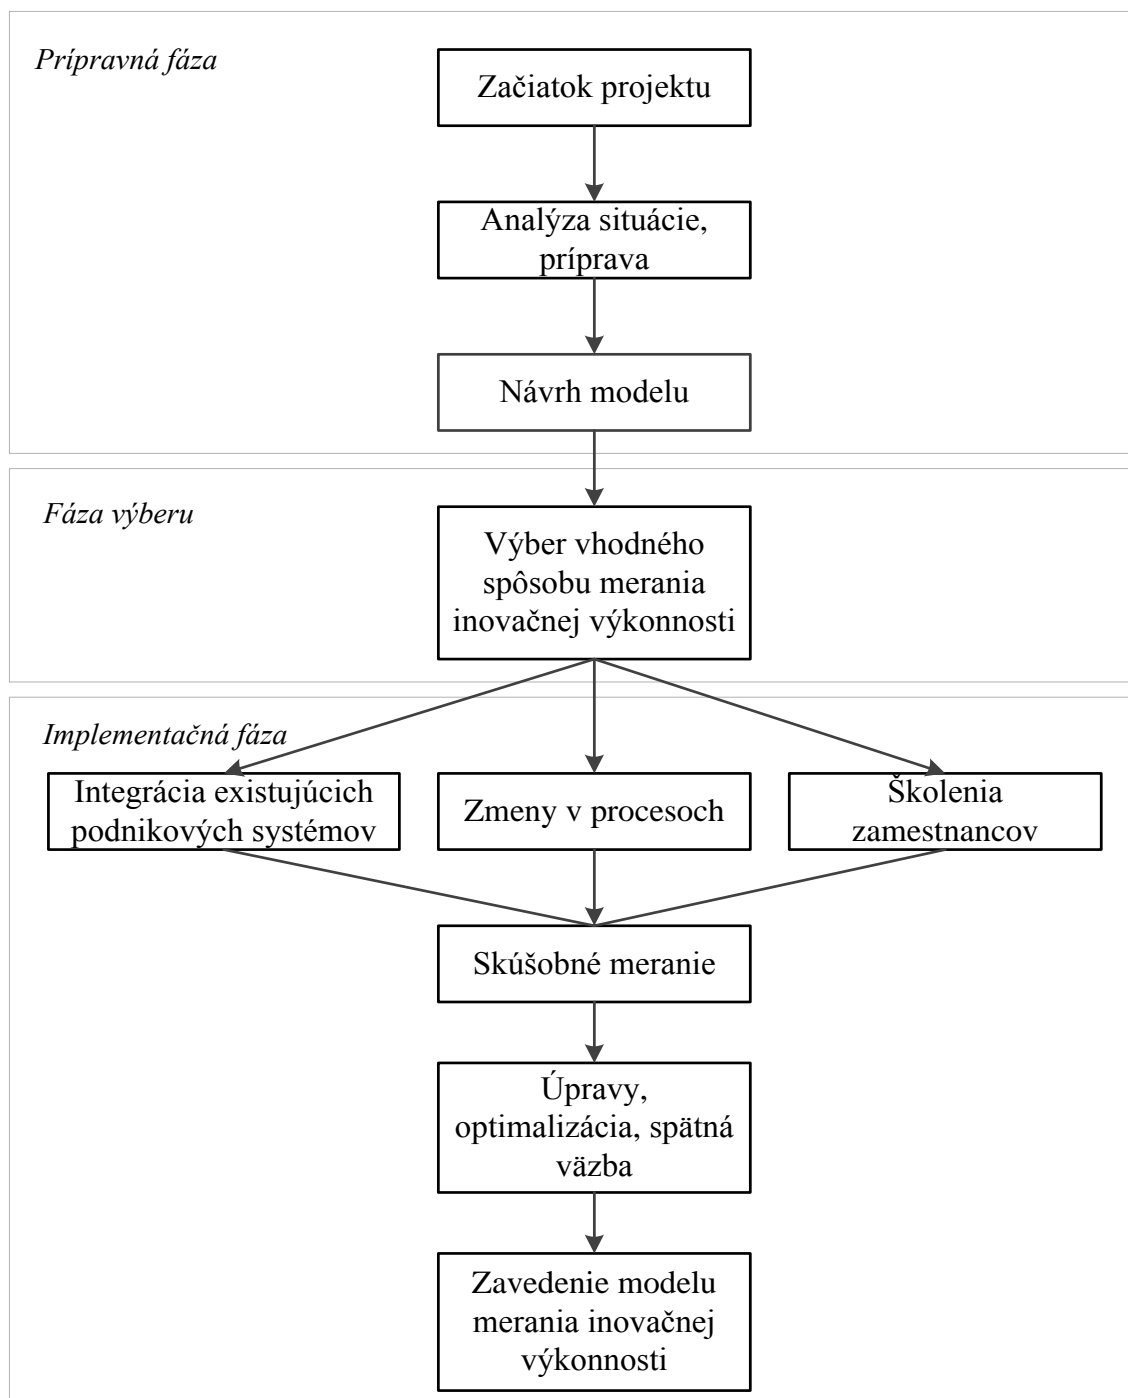 Prípravná fáza
Začiatok projektu
Analýza situácie,
príprava
Návrh modelu
Fáza výberu
Výber vhodného
spôsobu merania
inovačnej výkonnosti
Implementačná fáza
Integrácia existujúcich
podnikových systémov
Zmeny v procesoch
Školenia
zamestnancov
Skúšobné meranie
Úpravy,
optimalizácia, spätná
väzba
Zavedenie modelu
merania inovačnej
výkonnosti